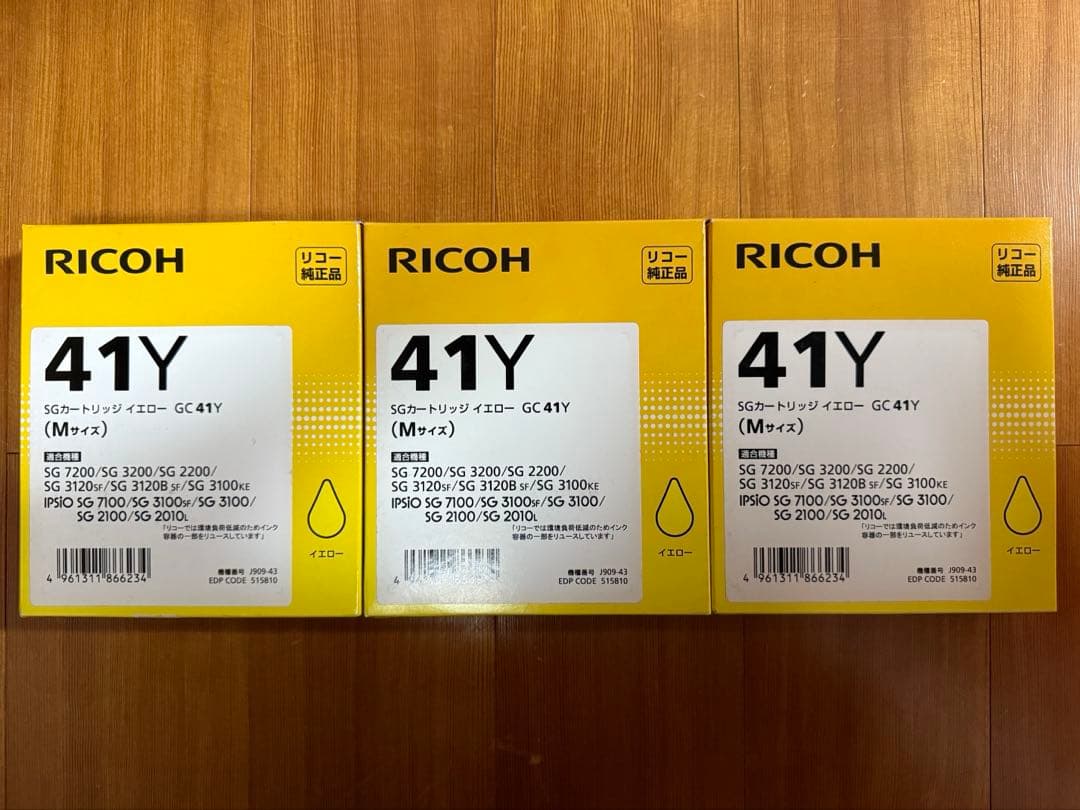 RICOH
リコー
純正品
41Y
SGカートリッジ イエロー GC 41Y
(Mサイズ)
適合機種
SG 7200/SG 3200/SG 2200/
SG 3120SF/SG 3120B SF/SG 3100KE
IPSiO SG 7100/SG 3100SF/SG 3100/
SG 2100/SG 2010L
「リコーでは環境負荷低減のためインク
容器の一部をリユースしています」
イエロー
4 961311 866234
機種番号 J909-43
EDP CODE 515810
RICOH
リコー
純正品
41Y
SGカートリッジ イエロー GC 41Y
(Mサイズ)
適合機種
SG 7200/SG 3200/SG 2200/
SG 3120SF/SG 3120B SF/SG 3100KE
IPSiO SG 7100/SG 3100SF/SG 3100/
SG 2100/SG 2010L
「リコーでは環境負荷低減のためインク
容器の一部をリユースしています」
イエロー
機種番号 J909-43
EDP CODE 515810
RICOH
リコー
純正品
41Y
SGカートリッジ イエロー GC 41Y
(Mサイズ)
適合機種
SG 7200/SG 3200/SG 2200/
SG 3120SF/SG 3120B SF/SG 3100KE
IPSiO SG 7100/SG 3100SF/SG 3100/
SG 2100/SG 2010L
「リコーでは環境負荷低減のためインク
容器の一部をリユースしています」
イエロー
4 961311 866234
機種番号 J909-43
EDP CODE 515810